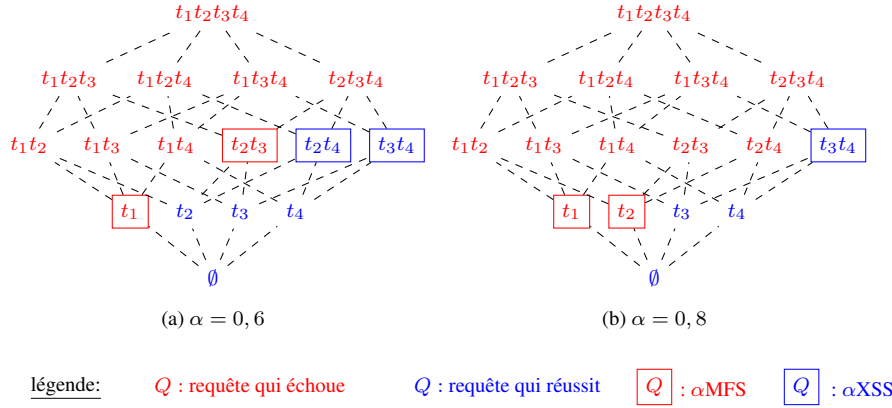 t₁t₂t₃t₄ t₁t₂t₃t₄
t₁t₂t₃ t₁t₂t₄ t₁t₃t₄ t₂t₃t₄ t₁t₂t₃ t₁t₂t₄ t₁t₃t₄ t₂t₃t₄
t₁t₂ t₁t₃ t₁t₄ t₂t₃ t₂t₄ t₃t₄ t₁t₂ t₁t₃ t₁t₄ t₂t₃ t₂t₄ t₃t₄
t₁ t₂ t₃ t₄ t₁ t₂ t₃ t₄
∅ ∅
(a) α = 0, 6 (b) α = 0, 8
légende: Q : requête qui échoue Q : requête qui réussit Q : αMFS Q : αXSS